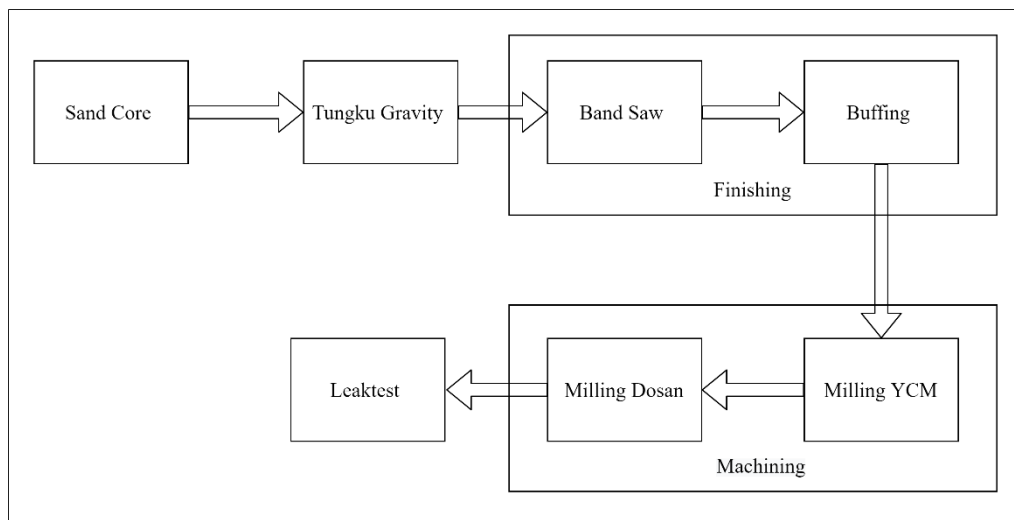 Sand Core
Tungku Gravity
Band Saw
Buffing
Finishing
Milling YCM
Milling Dosan
Leaktest
Machining